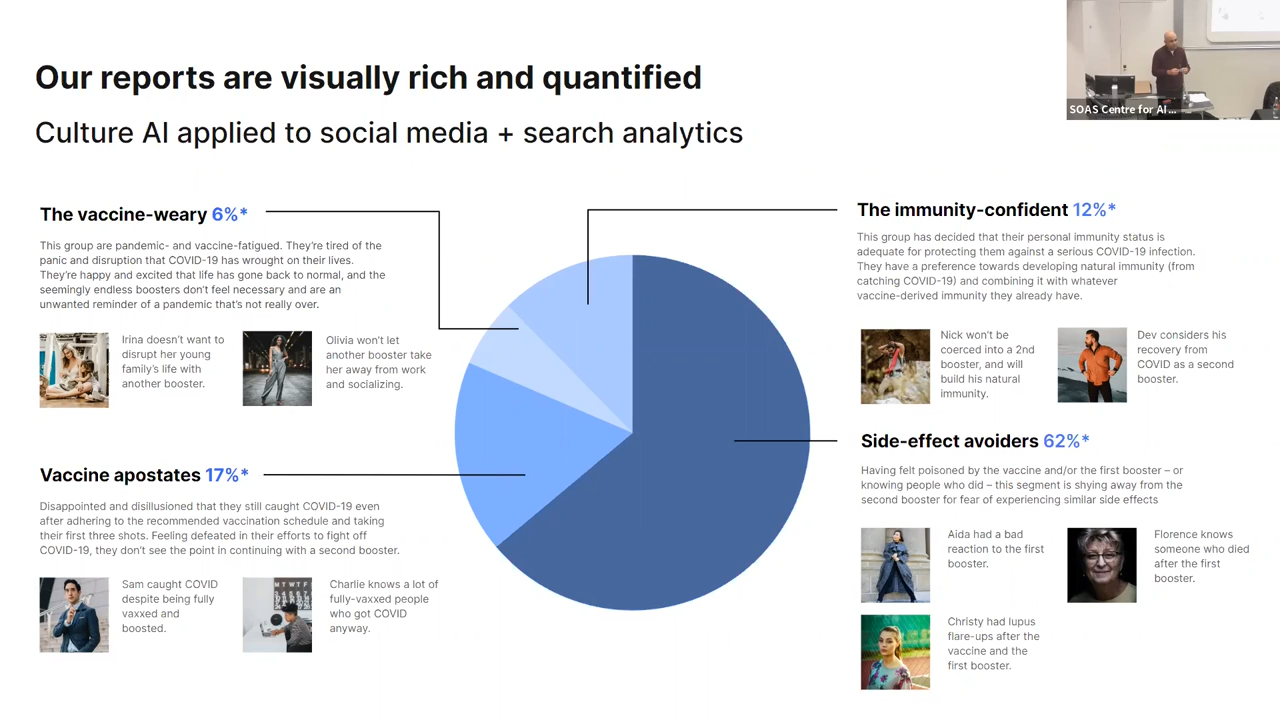 Our reports are visually rich and quantified
Culture AI applied to social media + search analytics
SOAS Centre for AI ...
The vaccine-weary 6%*
This group are pandemic- and vaccine-fatigued. They're tired of the
panic and disruption that COVID-19 has wrought on their lives.
They're happy and excited that life has gone back to normal, and the
seemingly endless boosters don't feel necessary and are an
unwanted reminder of a pandemic that's not really over.
Irina doesn't want to
disrupt her young
family's life with
another booster.
Olivia won't let
another booster take
her away from work
and socializing.
Vaccine apostates 17%*
Disappointed and disillusioned that they still caught COVID-19 even
after adhering to the recommended vaccination schedule and taking
their first three shots. Feeling defeated in their efforts to fight off
COVID-19, they don't see the point in continuing with a second booster.
Sam caught COVID
despite being fully
vaxxed and
boosted.
M T W T F
Charlie knows a lot of
fully-vaxxed people
who got COVID
anyway.
The immunity-confident 12%*
This group has decided that their personal immunity status is
adequate for protecting them against a serious COVID-19 infection.
They have a preference towards developing natural immunity (from
catching COVID-19) and combining it with whatever
vaccine-derived immunity they already have.
Nick won't be
coerced into a 2nd
booster, and will
build his natural
immunity.
Dev considers his
recovery from
COVID as a second
booster.
Side-effect avoiders 62%*
Having felt poisoned by the vaccine and/or the first booster – or
knowing people who did – this segment is shying away from the
second booster for fear of experiencing similar side effects
Aida had a bad
reaction to the first
booster.
Florence knows
someone who died
after the first
booster.
Christy had lupus
flare-ups after the
vaccine and the
first booster.